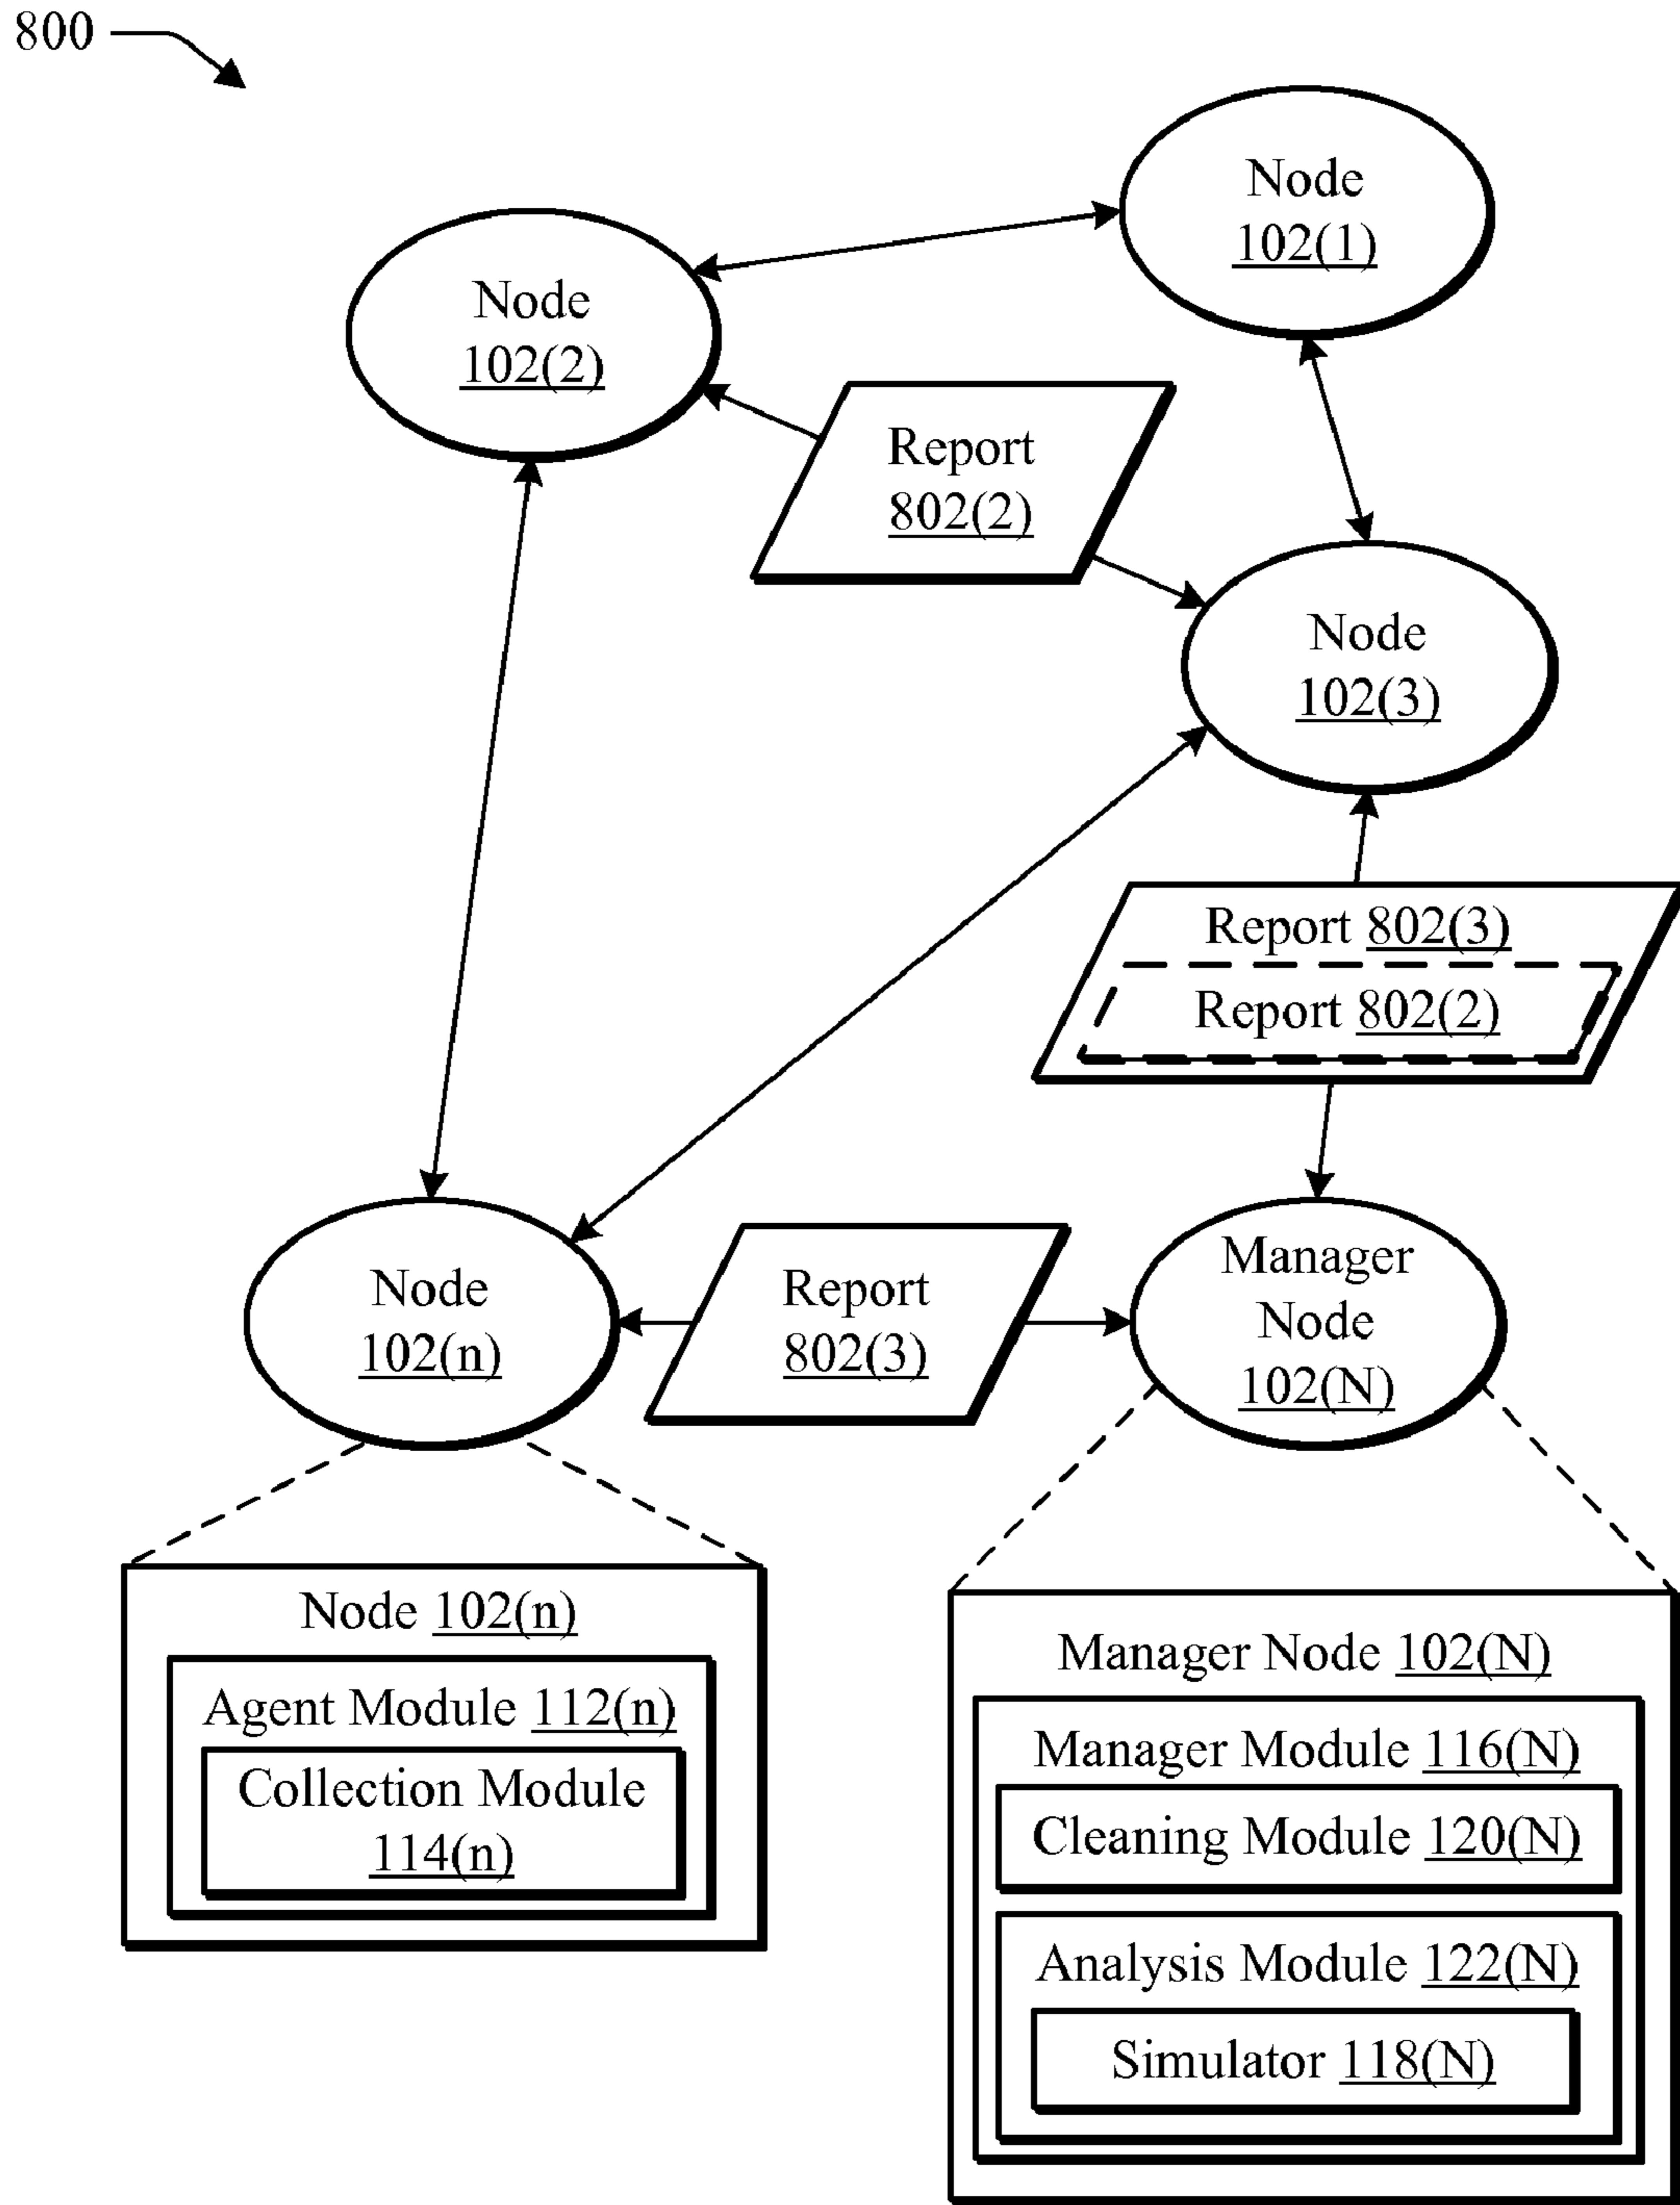 800
Node
102(1)
Node
102(2)
Report
802(2)
Node
102(3)
Report 802(3)
Report 802(2)
Node
102(n)
Report
802(3)
Manager
Node
102(N)
Node 102(n)
Agent Module 112(n)
Collection Module
114(n)
Manager Node 102(N)
Manager Module 116(N)
Cleaning Module 120(N)
Analysis Module 122(N)
Simulator 118(N)